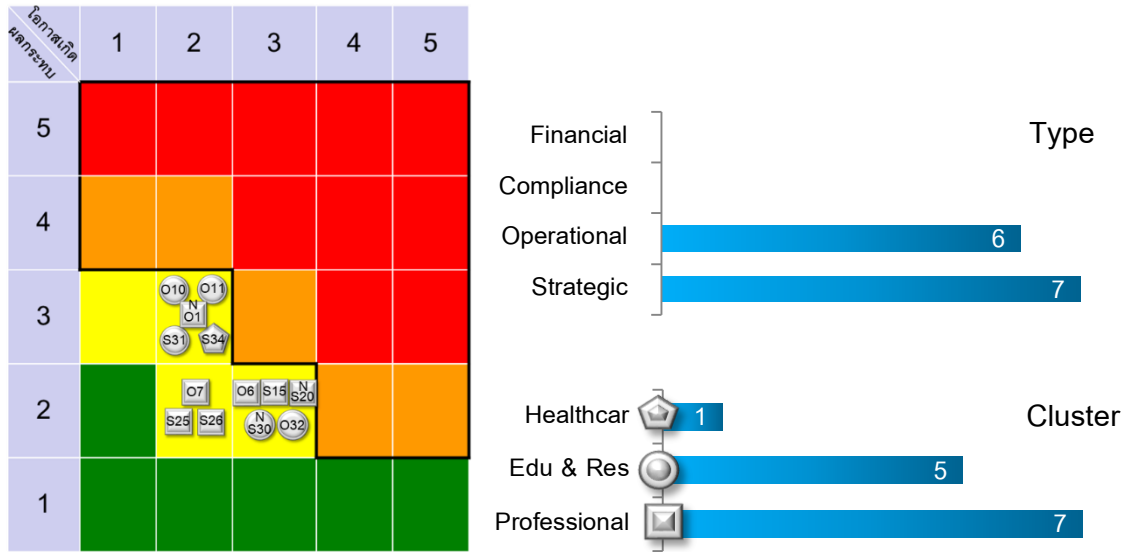 โอกาสเกิด
ผลกระทบ
1 2 3 4 5
5
4
3
O10 O11
N
O1
S31 S34
2
O7
S25 S26
O6 S15 N S20
N S30 O32
1
Type
Financial
Compliance
Operational 6
Strategic 7
Cluster
Healthcar 1
Edu & Res 5
Professional 7